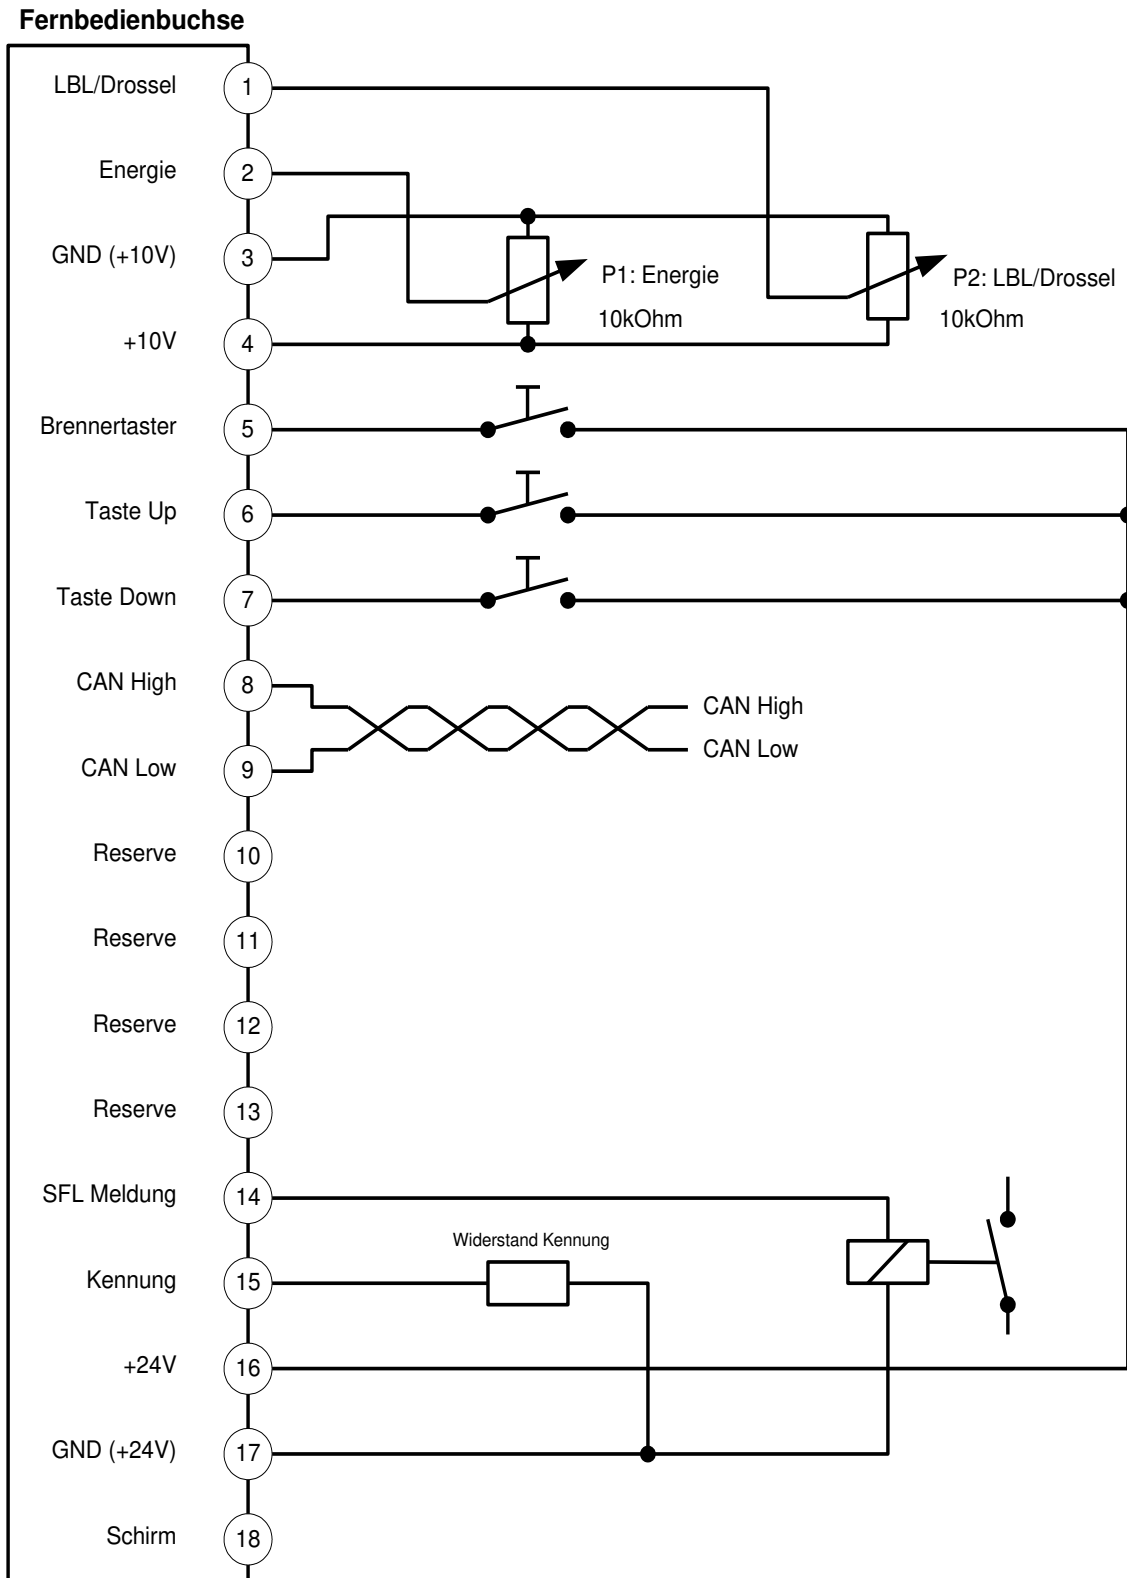 Fernbedienbuchse
LBL/Drossel 1
Energie 2
GND (+10V) 3
P1: Energie
10kOhm
P2: LBL/Drossel
10kOhm
+10V 4
Brennertaster 5
Taste Up 6
Taste Down 7
CAN High 8
CAN High
CAN Low
CAN Low 9
Reserve 10
Reserve 11
Reserve 12
Reserve 13
SFL Meldung 14
Widerstand Kennung
Kennung 15
+24V 16
GND (+24V) 17
Schirm 18